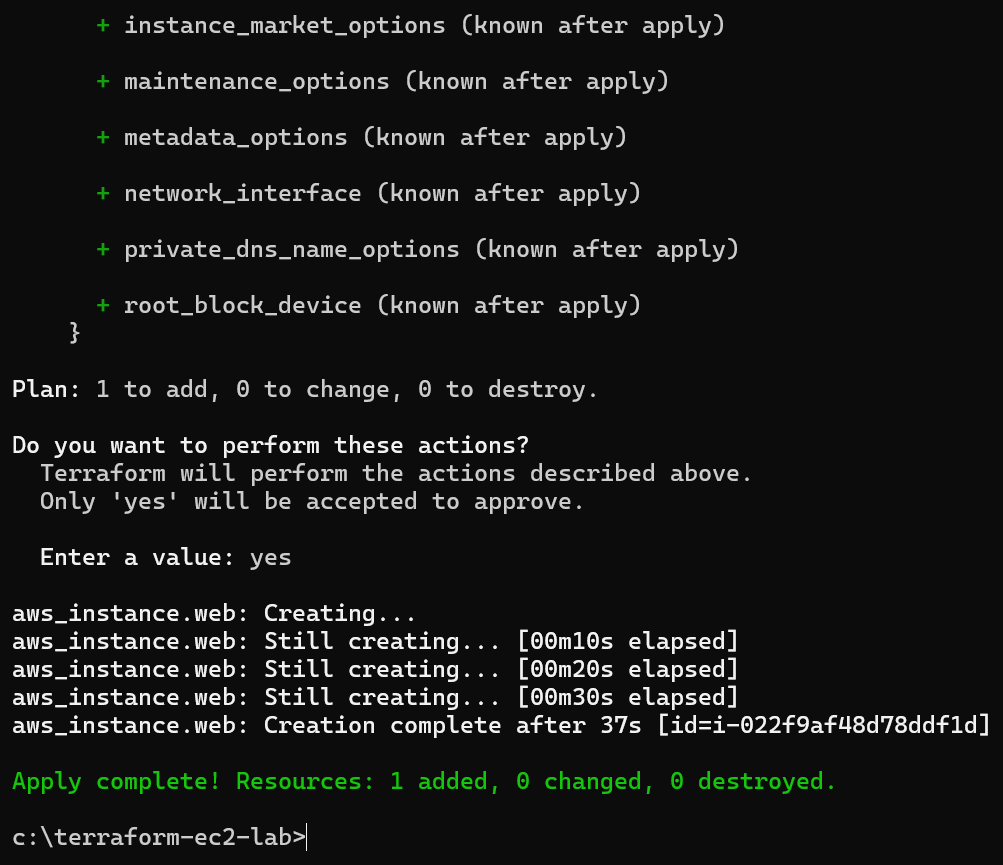 + instance_market_options (known after apply)
+ maintenance_options (known after apply)
+ metadata_options (known after apply)
+ network_interface (known after apply)
+ private_dns_name_options (known after apply)
+ root_block_device (known after apply)
}
Plan: 1 to add, 0 to change, 0 to destroy.
Do you want to perform these actions?
Terraform will perform the actions described above.
Only 'yes' will be accepted to approve.
Enter a value: yes
aws_instance.web: Creating...
aws_instance.web: Still creating... [00m10s elapsed]
aws_instance.web: Still creating... [00m20s elapsed]
aws_instance.web: Still creating... [00m30s elapsed]
aws_instance.web: Creation complete after 37s [id=i-022f9af48d78ddf1d]
Apply complete! Resources: 1 added, 0 changed, 0 destroyed.
c:\terraform-ec2-lab>